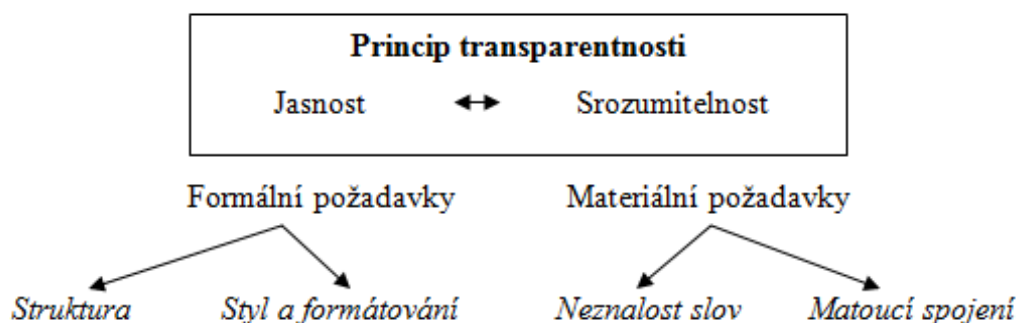 Princip transparentnosti
Jasnost Srozumitelnost
Formální požadavky Materiální požadavky
Struktura Styl a formátování Neznalost slov Matoucí spojení